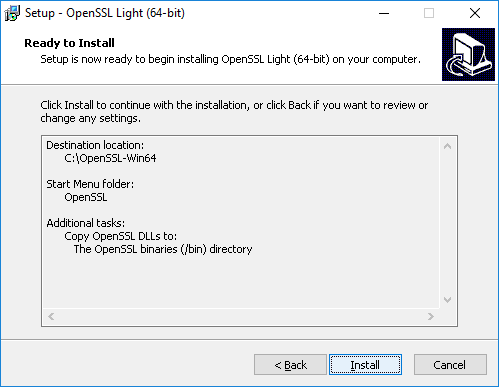 Setup - OpenSSL Light (64-bit)
Ready to Install
Setup is now ready to begin installing OpenSSL Light (64-bit) on your computer.
Click Install to continue with the installation, or click Back if you want to review or
change any settings.
Destination location:
C:\OpenSSL-Win64
Start Menu folder:
OpenSSL
Additional tasks:
Copy OpenSSL DLLs to:
The OpenSSL binaries (/bin) directory
< Back
Install
Cancel